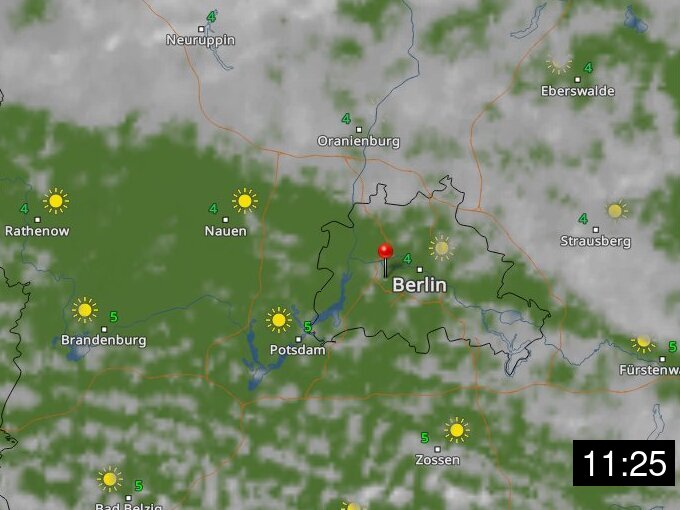 4
Neuruppin
4
Eberswalde
4
Oranienburg
4
Rathenow
4
Nauen
4
Strausberg
4
Berlin
5
Brandenburg
5
Potsdam
5
Fürstenwa
5
Zossen
11:25
5
Bad Belzig